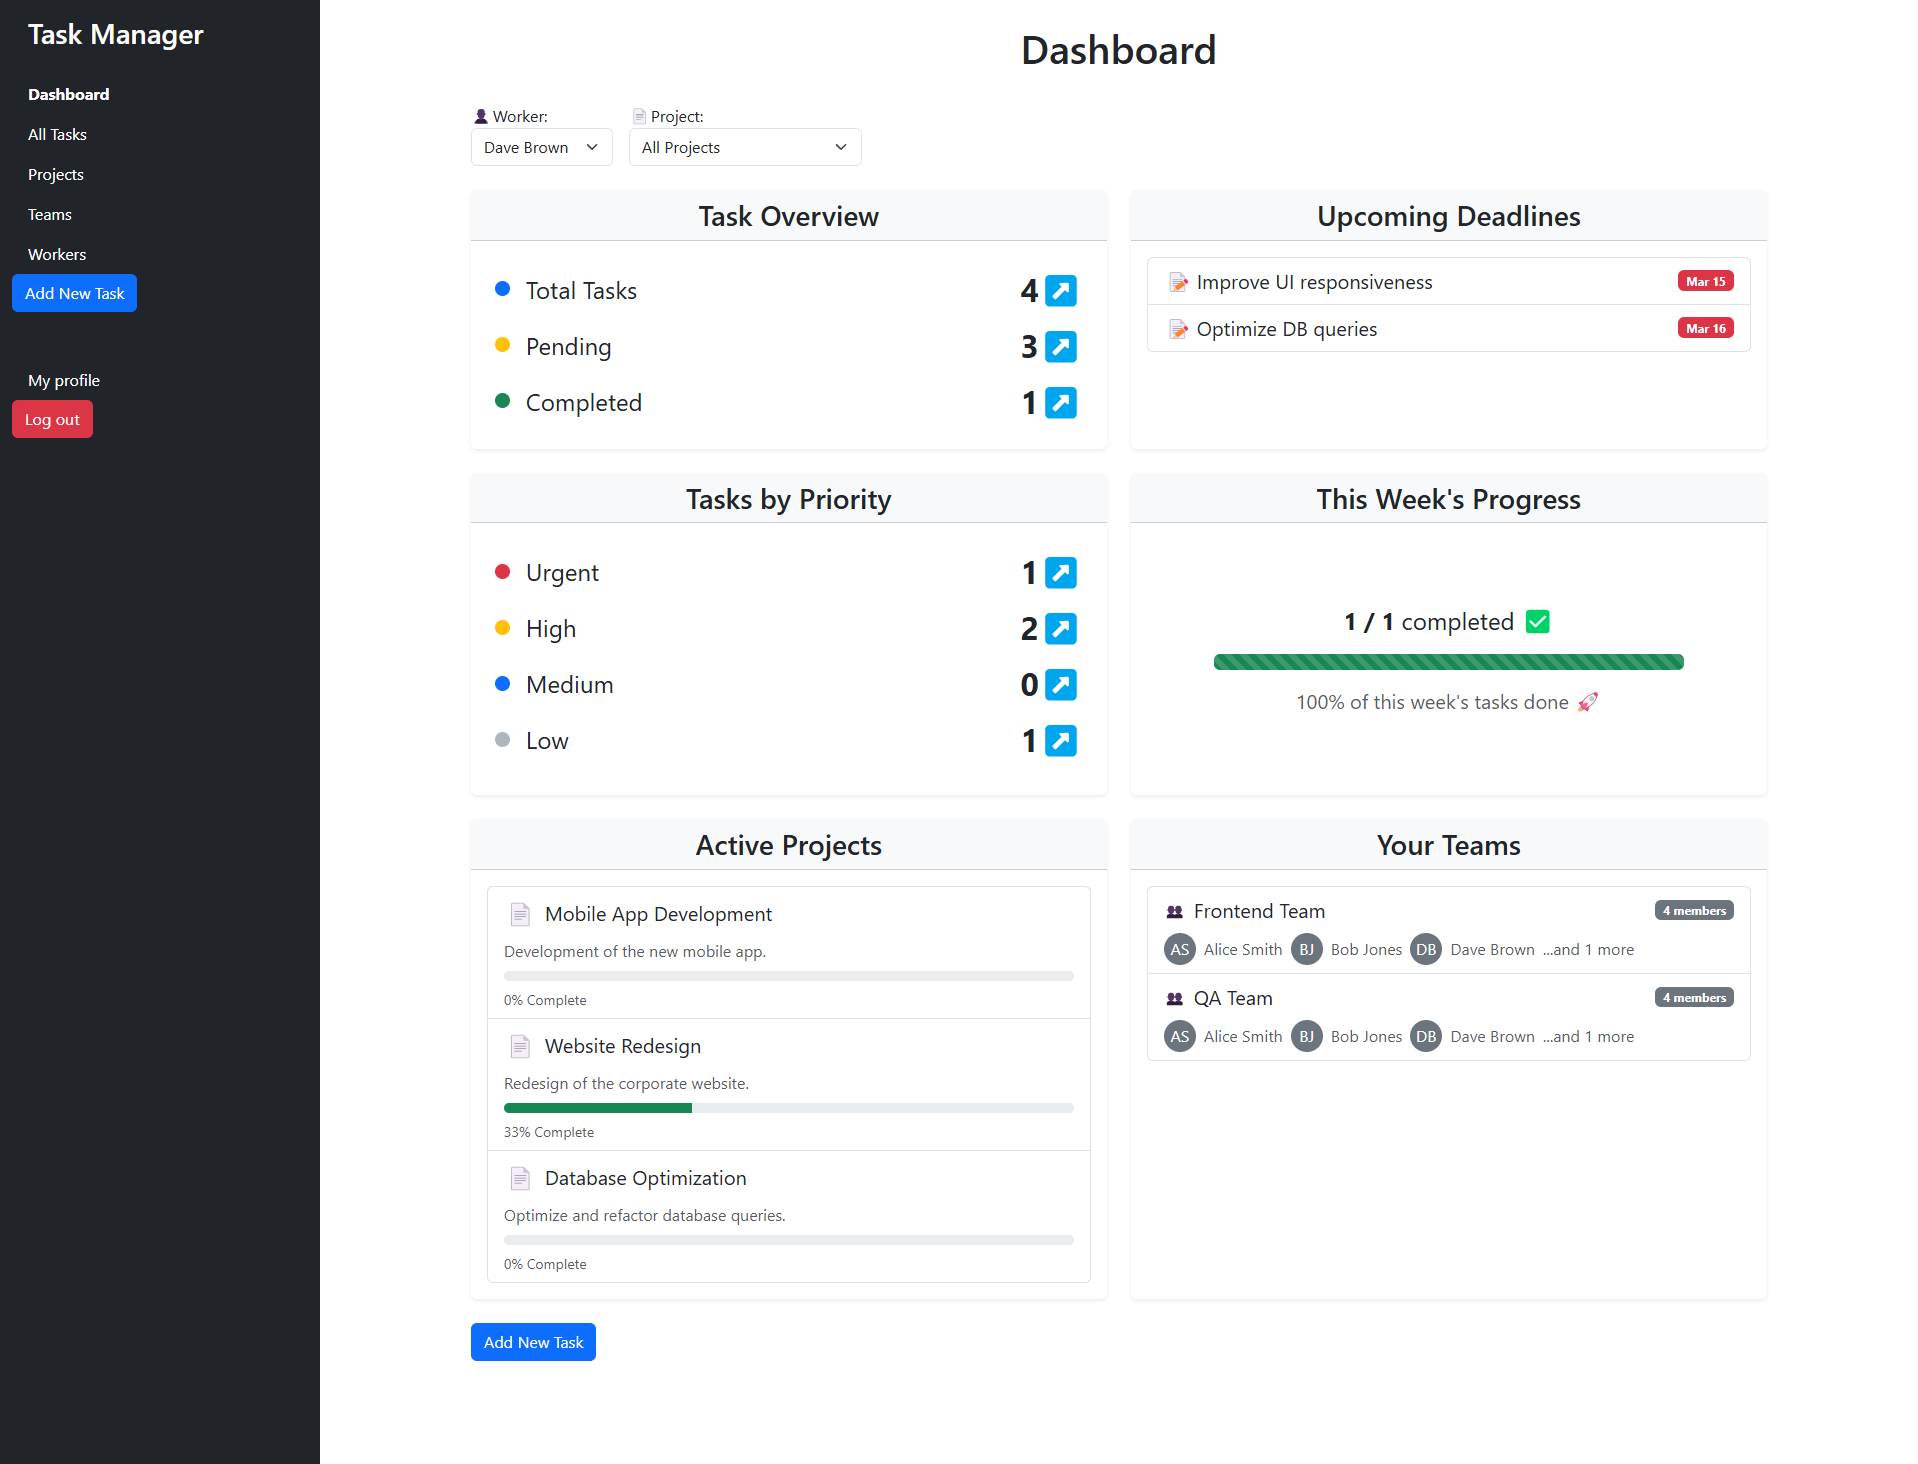 Task Manager
Dashboard
All Tasks
Projects
Teams
Workers
Add New Task
My profile
Log out
Dashboard
Worker:
Project:
Dave Brown
All Projects
Task Overview
Total Tasks 4
Pending 3
Completed 1
Upcoming Deadlines
Improve UI responsiveness Mar 15
Optimize DB queries Mar 16
Tasks by Priority
Urgent 1
High 2
Medium 0
Low 1
This Week's Progress
1 / 1 completed
100% of this week's tasks done
Active Projects
Mobile App Development
Development of the new mobile app.
0% Complete
Website Redesign
Redesign of the corporate website.
33% Complete
Database Optimization
Optimize and refactor database queries.
0% Complete
Your Teams
Frontend Team 4 members
AS Alice Smith BJ Bob Jones DB Dave Brown ...and 1 more
QA Team 4 members
AS Alice Smith BJ Bob Jones DB Dave Brown ...and 1 more
Add New Task